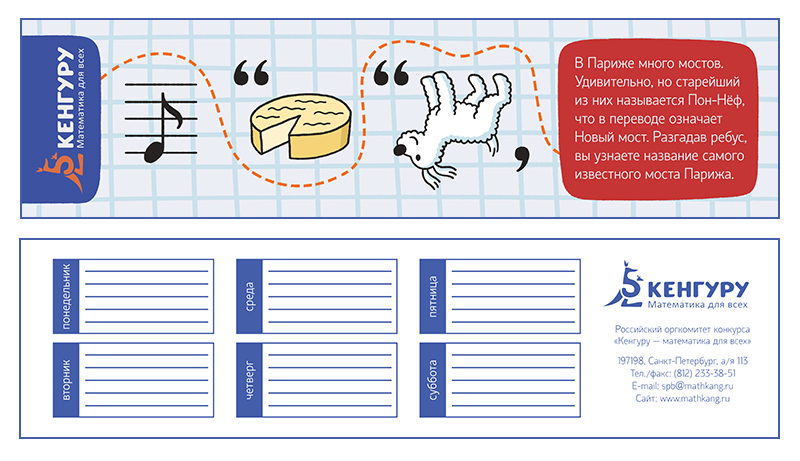 КЕНГУРУ
Математика для всех
“
“
,
В Париже много мостов.
Удивительно, но старейший
из них называется Пон-Нёф,
что в переводе означает
Новый мост. Разгадав ребус,
вы узнаете название самого
известного моста Парижа.
понедельник
среда
пятница
вторник
четверг
суббота
КЕНГУРУ
Математика для всех
Российский оргкомитет конкурса
«Кенгуру — математика для всех»
197198, Санкт-Петербург, а/я 113
Тел./факс: (812) 233-38-51
E-mail: spb@mathkang.ru
Сайт: www.mathkang.ru